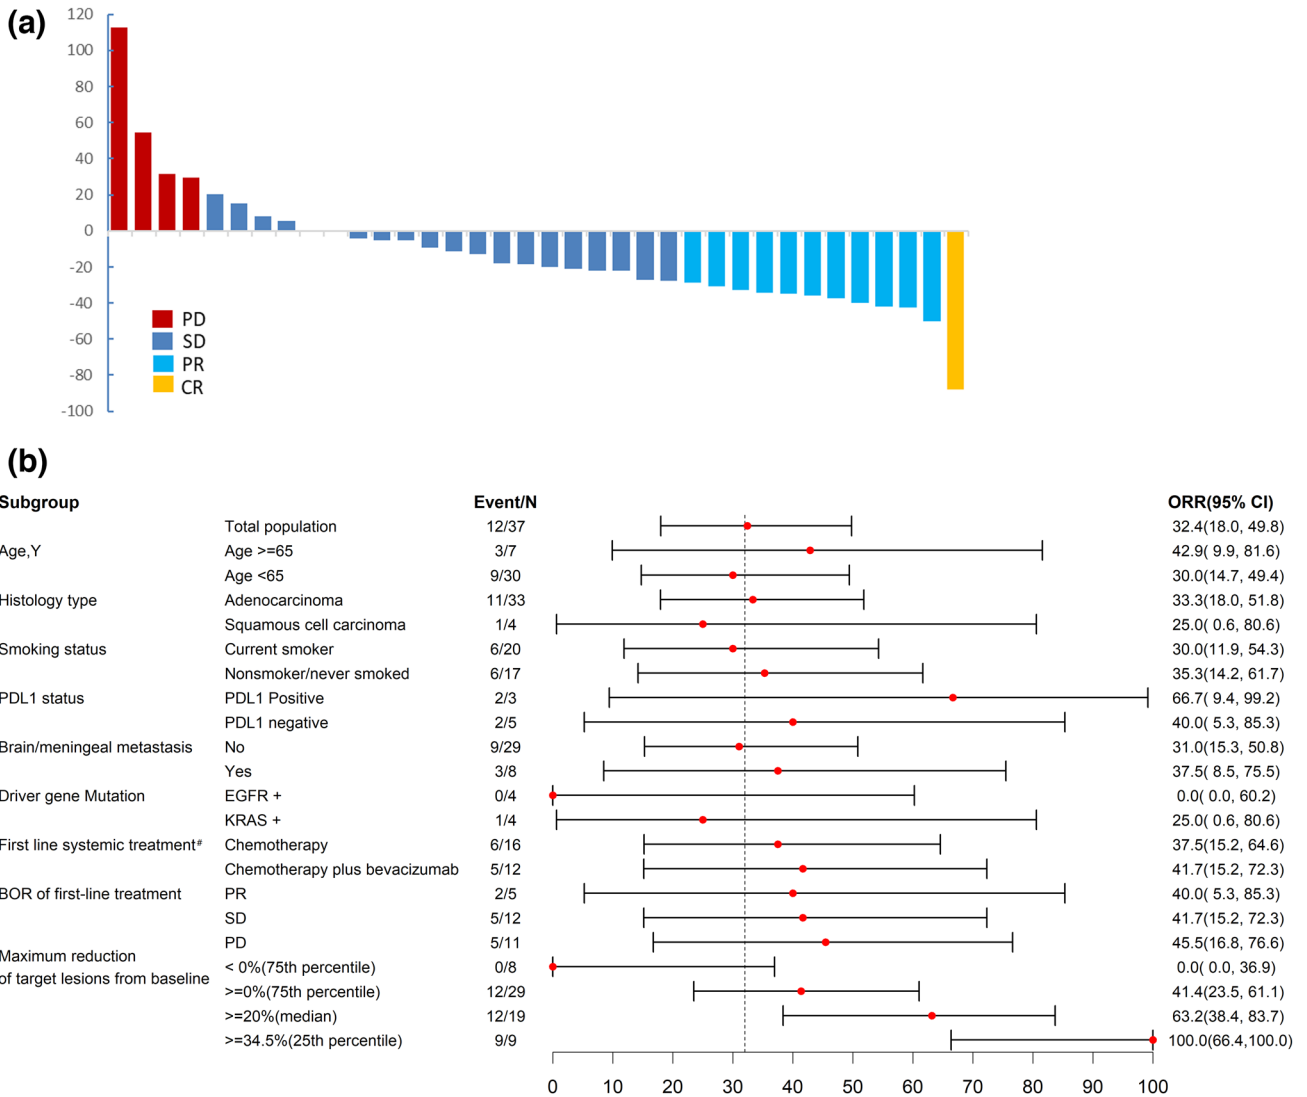 (a)
120
100
80
60
40
20
0
-20
-40
-60
-80
-100
PD
SD
PR
CR
(b)
Subgroup Event/N ORR(95% CI)
Total population 12/37 32.4(18.0, 49.8)
Age,Y Age >=65 3/7 42.9( 9.9, 81.6)
Age <65 9/30 30.0(14.7, 49.4)
Histology type Adenocarcinoma 11/33 33.3(18.0, 51.8)
Squamous cell carcinoma 1/4 25.0( 0.6, 80.6)
Smoking status Current smoker 6/20 30.0(11.9, 54.3)
Nonsmoker/never smoked 6/17 35.3(14.2, 61.7)
PDL1 status PDL1 Positive 2/3 66.7( 9.4, 99.2)
PDL1 negative 2/5 40.0( 5.3, 85.3)
Brain/meningeal metastasis No 9/29 31.0(15.3, 50.8)
Yes 3/8 37.5( 8.5, 75.5)
Driver gene Mutation EGFR + 0/4 0.0( 0.0, 60.2)
KRAS + 1/4 25.0( 0.6, 80.6)
First line systemic treatment# Chemotherapy 6/16 37.5(15.2, 64.6)
Chemotherapy plus bevacizumab 5/12 41.7(15.2, 72.3)
BOR of first-line treatment PR 2/5 40.0( 5.3, 85.3)
SD 5/12 41.7(15.2, 72.3)
PD 5/11 45.5(16.8, 76.6)
Maximum reduction
of target lesions from baseline < 0%(75th percentile) 0/8 0.0( 0.0, 36.9)
>=0%(75th percentile) 12/29 41.4(23.5, 61.1)
>=20%(median) 12/19 63.2(38.4, 83.7)
>=34.5%(25th percentile) 9/9 100.0(66.4,100.0)
0 10 20 30 40 50 60 70 80 90 100